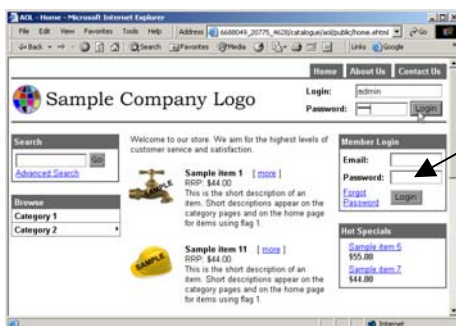 AOL - Home - Microsoft Internet Explorer
File Edit View Favorites Tools Help Address 6688049_20775_4628/catalogue/aol/public/home.ehtml Go
Back Search Favorites Media Links Google
Home About Us Contact Us
Sample Company Logo
Login: admin
Password: Login
Search
Go
Advanced Search
Browse
Category 1
Category 2
Welcome to our store. We aim for the highest levels of
customer service and satisfaction.
SAMPLE
Sample item 1 [ more ]
RRP: $44.00
This is the short description of an
item. Short descriptions appear on the
category pages and on the home page
for items using flag 1.
SAMPLE
Sample item 11 [ more ]
RRP: $44.00
This is the short description of an
item. Short descriptions appear on the
category pages and on the home page
for items using flag 1.
Member Login
Email:
Password:
Forgot
Password Login
Hot Specials
Sample item 5
$55.00
Sample item 7
$44.00
Internet